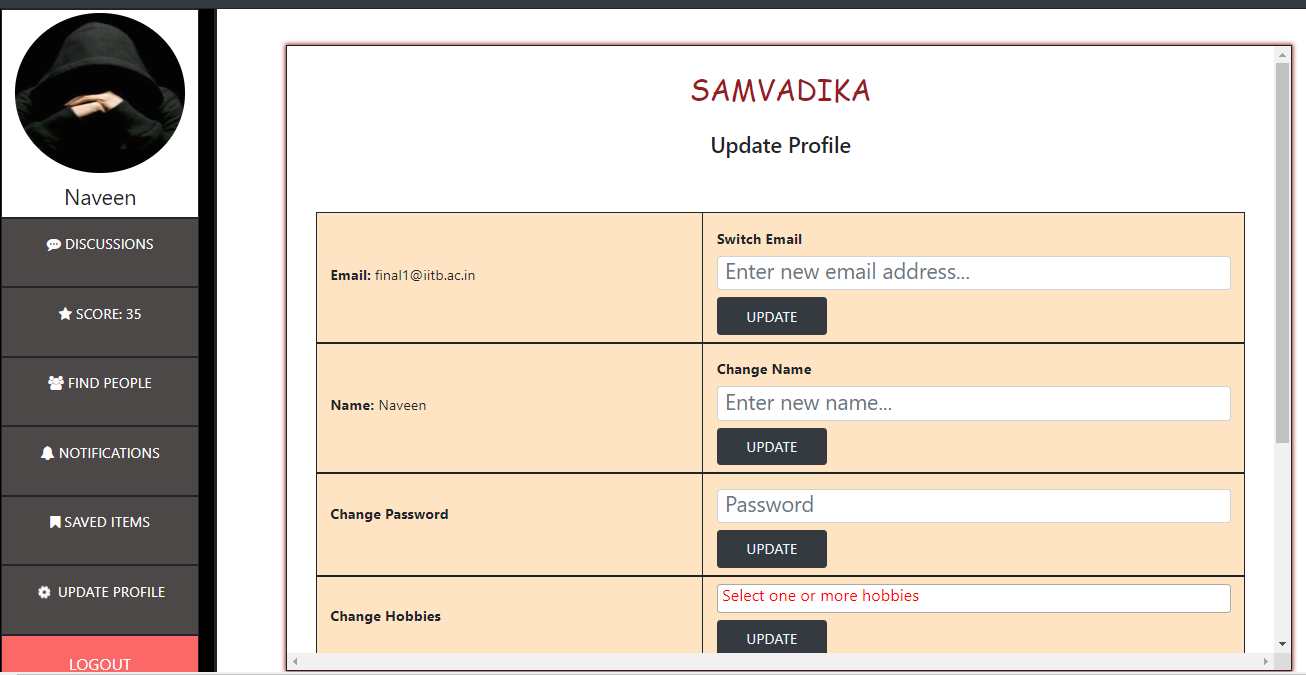 Naveen
DISCUSSIONS
SCORE: 35
FIND PEOPLE
NOTIFICATIONS
SAVED ITEMS
UPDATE PROFILE
LOGOUT
SAMVADIKA
Update Profile
Email: final1@iitb.ac.in
Switch Email
Enter new email address...
UPDATE
Name: Naveen
Change Name
Enter new name...
UPDATE
Change Password
Password
UPDATE
Change Hobbies
Select one or more hobbies
UPDATE